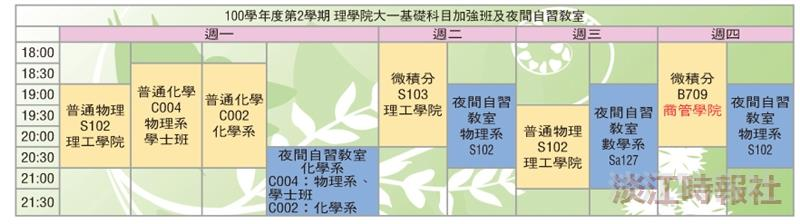 100學年度第2學期 理學院大一基礎科目加強班及夜間自習教室
週一
週二
週三
週四
18:00
18:30
19:00
19:30
20:00
20:30
21:00
21:30
普通物理
S102
理工學院
普通化學
C004
物理系
學士班
普通化學
C002
化學系
夜間自習教室
化學系
C004：物理系、
學士班
C002：化學系
微積分
S103
理工學院
夜間自習
教室
物理系
S102
普通物理
S102
理工學院
夜間自習
教室
數學系
Sa127
微積分
B709
商管學院
夜間自習
教室
物理系
S102
淡江時報社